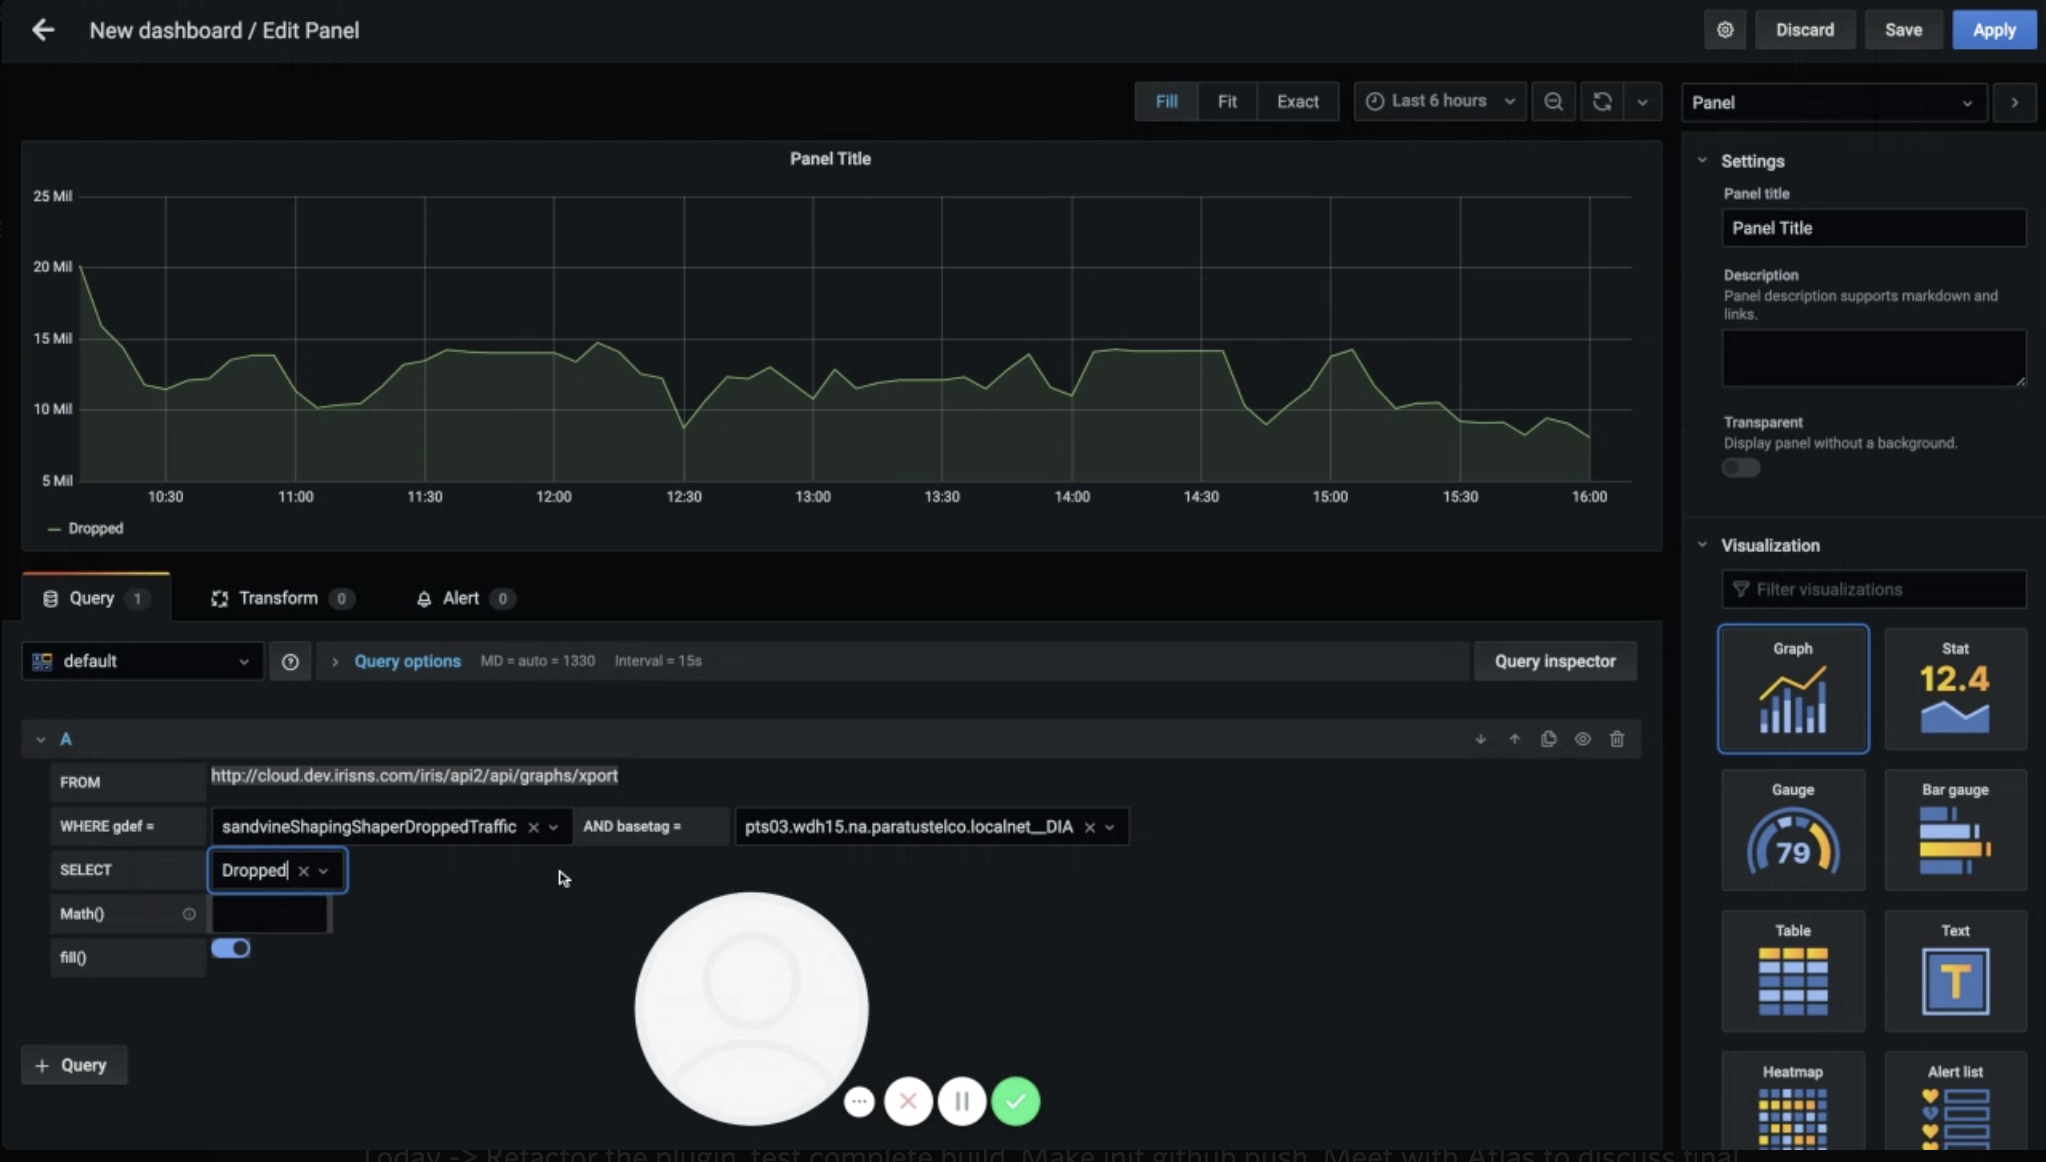 New dashboard / Edit Panel
Discard
Save
Apply
Fill
Fit
Exact
Last 6 hours
Panel
Panel Title
25 Mil
20 Mil
15 Mil
10 Mil
5 Mil
10:30
11:00
11:30
12:00
12:30
13:00
13:30
14:00
14:30
15:00
15:30
16:00
Dropped
Settings
Panel title
Panel Title
Description
Panel description supports markdown and
links.
Transparent
Display panel without a background.
Query 1
Transform 0
Alert 0
default
Query options
MD = auto = 1330
Interval = 15s
Query inspector
A
FROM
http://cloud.dev.irisns.com/iris/api2/api/graphs/xport
WHERE gdef =
sandvineShapingShaperDroppedTraffic
AND basetag =
pts03.wdh15.na.paratustelco.localnet__DIA
SELECT
Dropped
Math()
fill()
+ Query
Visualization
Filter visualizations
Graph
Stat
12.4
Gauge
79
Bar gauge
Table
Text
T
Heatmap
Alert list
Today -> Refactor the plugin, test complete build. Make init github push. Meet with Atlas to discuss final